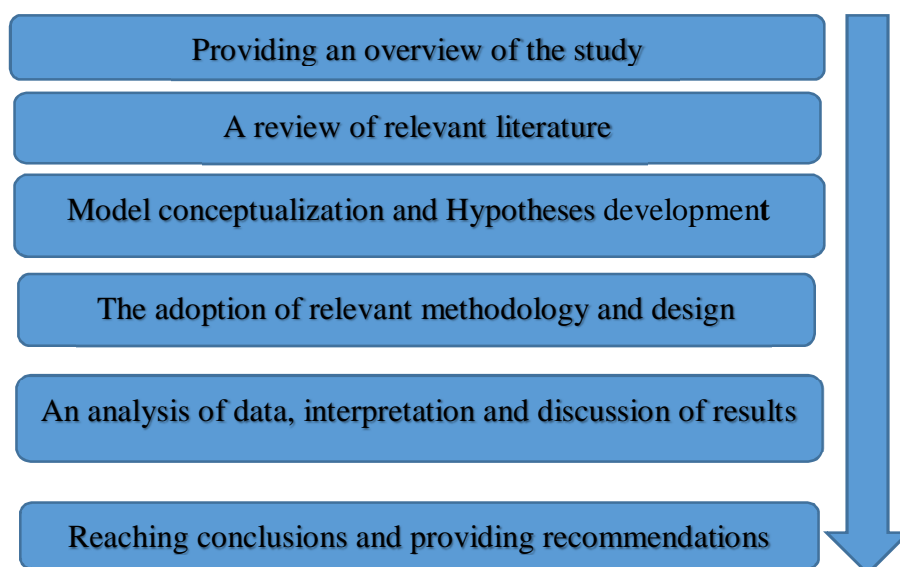 Providing an overview of the study
A review of relevant literature
Model conceptualization and Hypotheses development
The adoption of relevant methodology and design
An analysis of data, interpretation and discussion of results
Reaching conclusions and providing recommendations